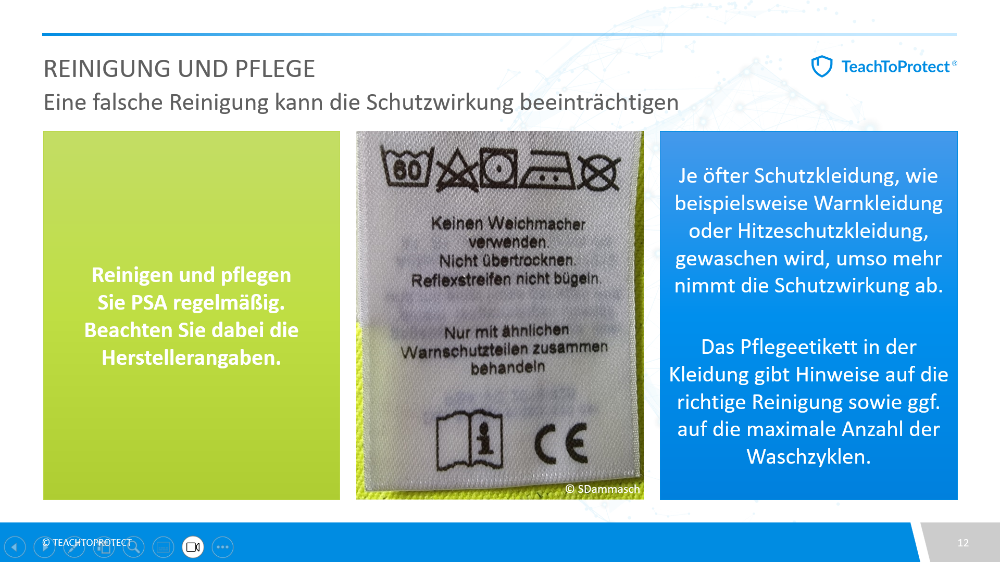 REINIGUNG UND PFLEGE
Eine falsche Reinigung kann die Schutzwirkung beeinträchtigen
TeachToProtect®
Reinigen und pflegen
Sie PSA regelmäßig.
Beachten Sie dabei die
Herstellerangaben.
60
Keinen Weichmacher
verwenden.
Nicht übertrocknen.
Reflexstreifen nicht bügeln.
Nur mit ähnlichen
Warnschutzteilen zusammen
behandeln
i
CE
© SDammasch
Je öfter Schutzkleidung, wie
beispielsweise Warnkleidung
oder Hitzeschutzkleidung,
gewaschen wird, umso mehr
nimmt die Schutzwirkung ab.
Das Pflegeetikett in der
Kleidung gibt Hinweise auf die
richtige Reinigung sowie ggf.
auf die maximale Anzahl der
Waschzyklen.
© TEACHTOPROTECT
12